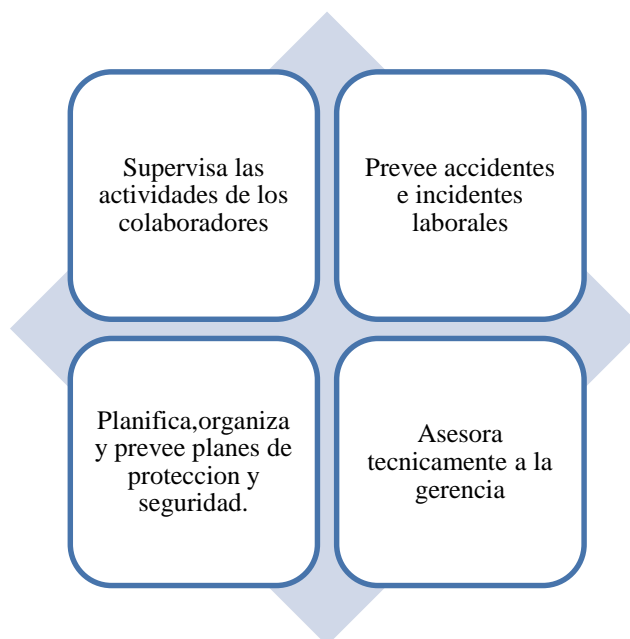 Supervisa las
actividades de los
colaboradores
Prevee accidentes
e incidentes
laborales
Planifica,organiza
y prevee planes de
proteccion y
seguridad.
Asesora
tecnicamente a la
gerencia